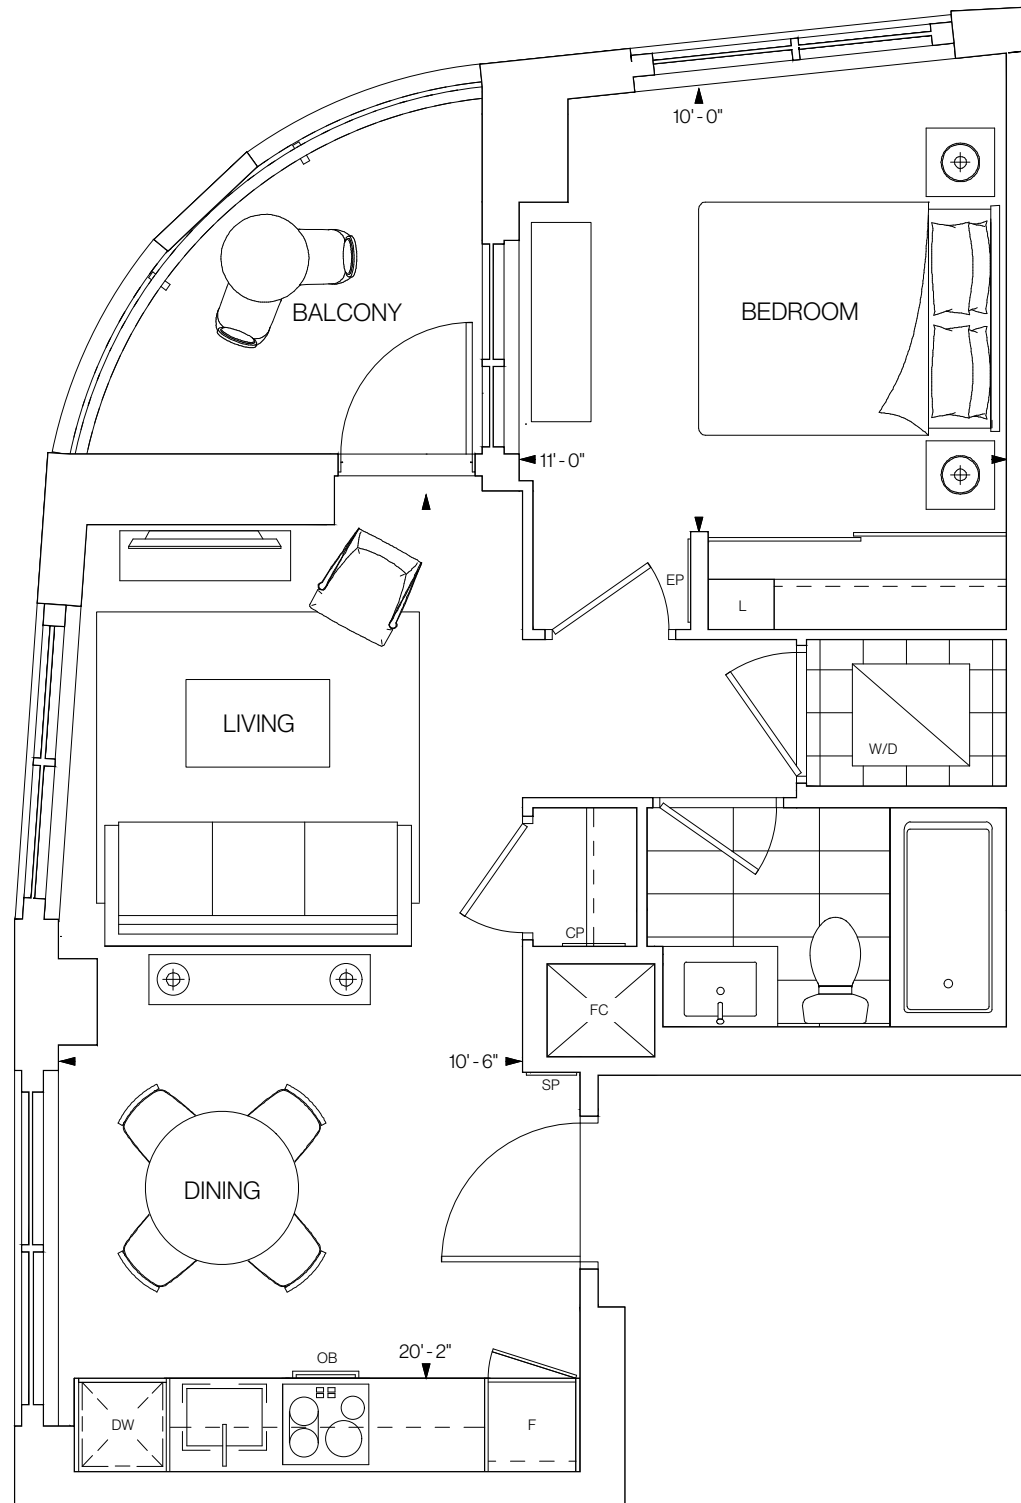 10'-0"
BALCONY
BEDROOM
11'-0"
EP
L
LIVING
W/D
CP
FC
10'-6"
SP
DINING
20'-2"
OB
DW
F